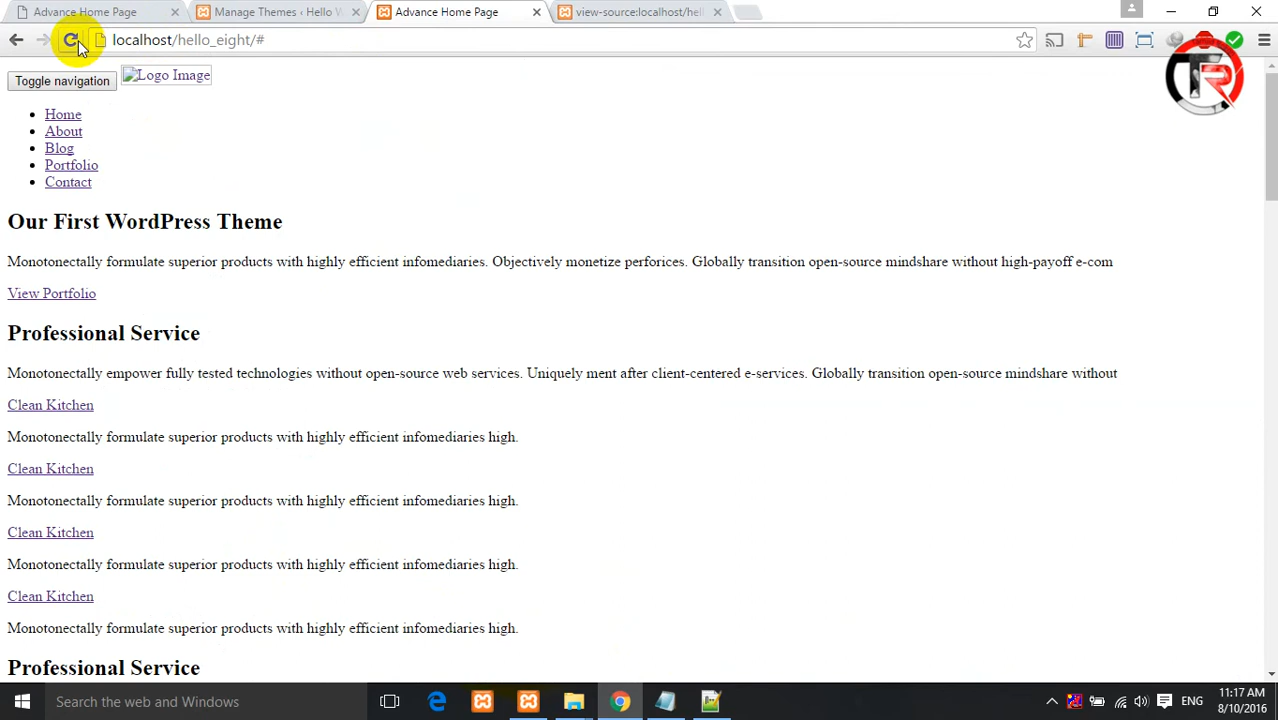 Advance Home Page
Manage Themes ‹ Hello W
Advance Home Page
view-source:localhost/hell
localhost/hello_eight/#
Toggle navigation
Logo Image
TR
Home
About
Blog
Portfolio
Contact
Our First WordPress Theme
Monotonectally formulate superior products with highly efficient infomediaries. Objectively monetize perforices. Globally transition open-source mindshare without high-payoff e-com
View Portfolio
Professional Service
Monotonectally empower fully tested technologies without open-source web services. Uniquely ment after client-centered e-services. Globally transition open-source mindshare without
Clean Kitchen
Monotonectally formulate superior products with highly efficient infomediaries high.
Clean Kitchen
Monotonectally formulate superior products with highly efficient infomediaries high.
Clean Kitchen
Monotonectally formulate superior products with highly efficient infomediaries high.
Clean Kitchen
Monotonectally formulate superior products with highly efficient infomediaries high.
Professional Service
Search the web and Windows
ENG
11:17 AM
8/10/2016